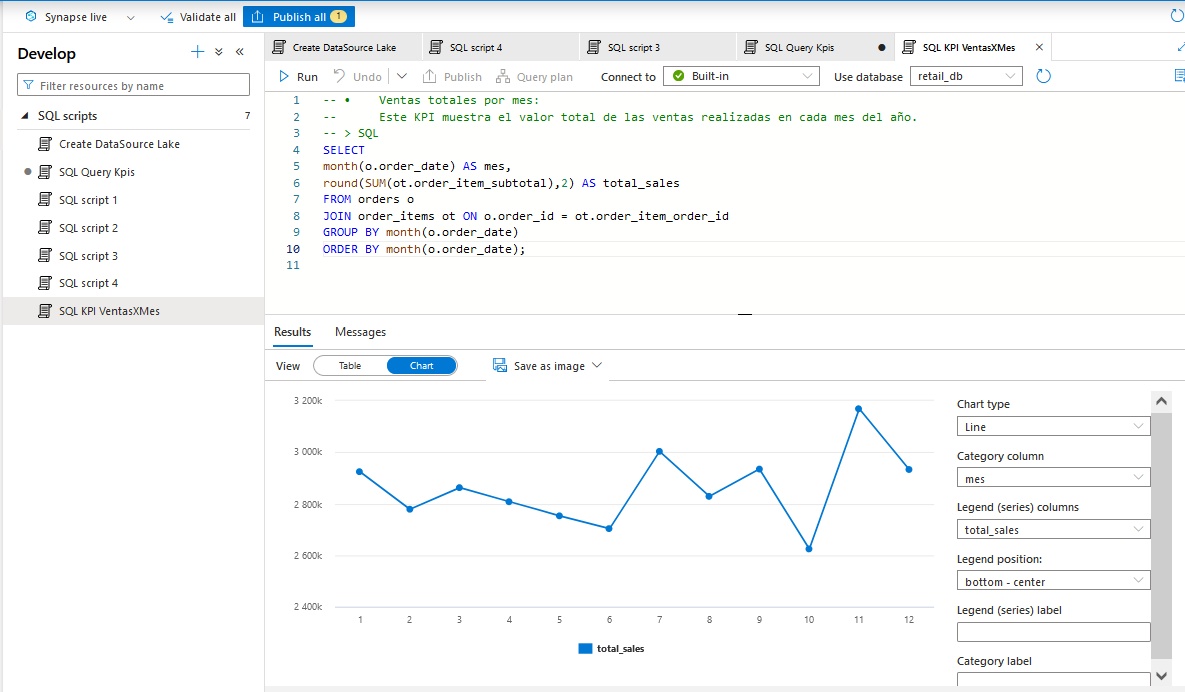 Synapse live
Validate all
Publish all 1
Develop
Filter resources by name
SQL scripts 7
Create DataSource Lake
SQL Query Kpis
SQL script 1
SQL script 2
SQL script 3
SQL script 4
SQL KPI VentasXMes
Create DataSource Lake
SQL script 4
SQL script 3
SQL Query Kpis
SQL KPI VentasXMes
Run
Undo
Publish
Query plan
Connect to
Built-in
Use database
retail_db
1 -- • Ventas totales por mes:
2 -- Este KPI muestra el valor total de las ventas realizadas en cada mes del año.
3 -- > SQL
4 SELECT
5 month(o.order_date) AS mes,
6 round(SUM(ot.order_item_subtotal),2) AS total_sales
7 FROM orders o
8 JOIN order_items ot ON o.order_id = ot.order_item_order_id
9 GROUP BY month(o.order_date)
10 ORDER BY month(o.order_date);
11
Results
Messages
View
Table
Chart
Save as image
3 200k
3 000k
2 800k
2 600k
2 400k
1 2 3 4 5 6 7 8 9 10 11 12
total_sales
Chart type
Line
Category column
mes
Legend (series) columns
total_sales
Legend position:
bottom - center
Legend (series) label
Category label